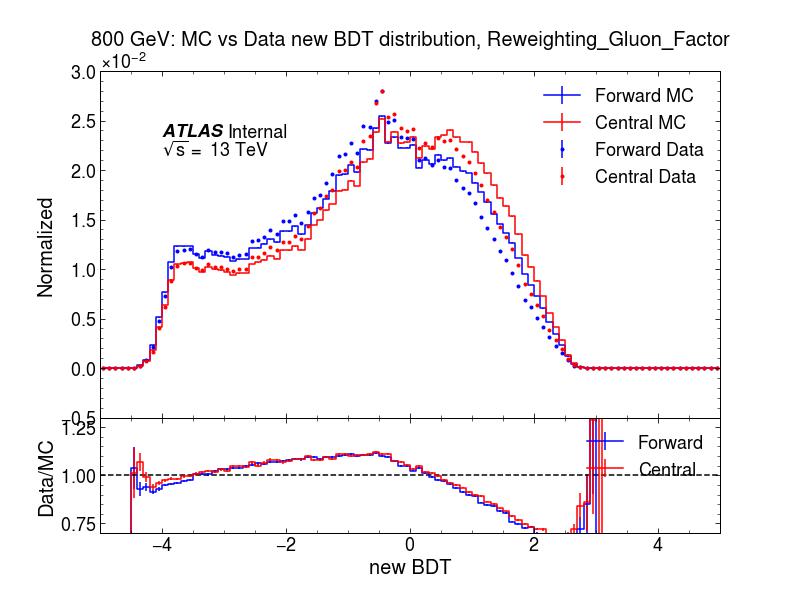 800 GeV: MC vs Data new BDT distribution, Reweighting_Gluon_Factor
×10⁻²
3.0
2.5
2.0
1.5
1.0
0.5
0.0
0.5
Normalized
ATLAS Internal
√s = 13 TeV
Forward MC
Central MC
Forward Data
Central Data
1.25
1.00
0.75
Data/MC
Forward
Central
−4 −2 0 2 4
new BDT